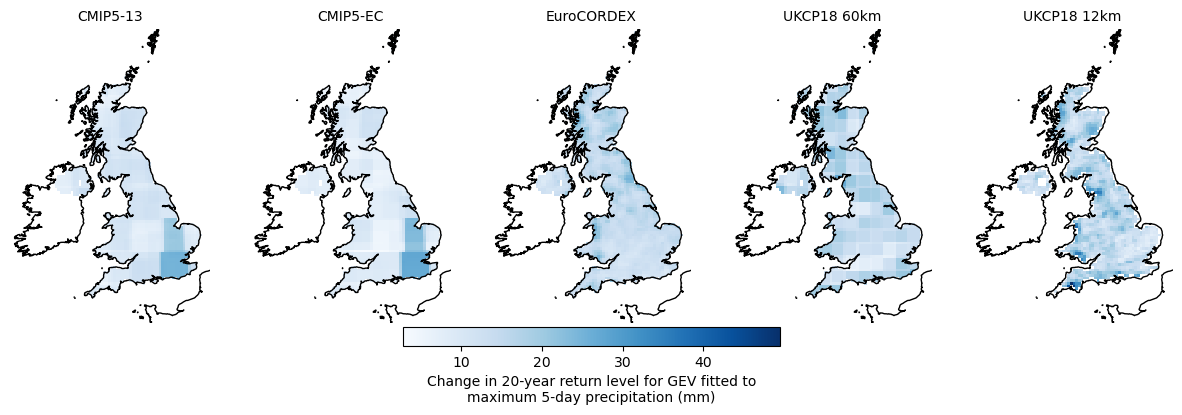 CMIP5-13
CMIP5-EC
EuroCORDEX
UKCP18 60km
UKCP18 12km
10 20 30 40
Change in 20-year return level for GEV fitted to
maximum 5-day precipitation (mm)